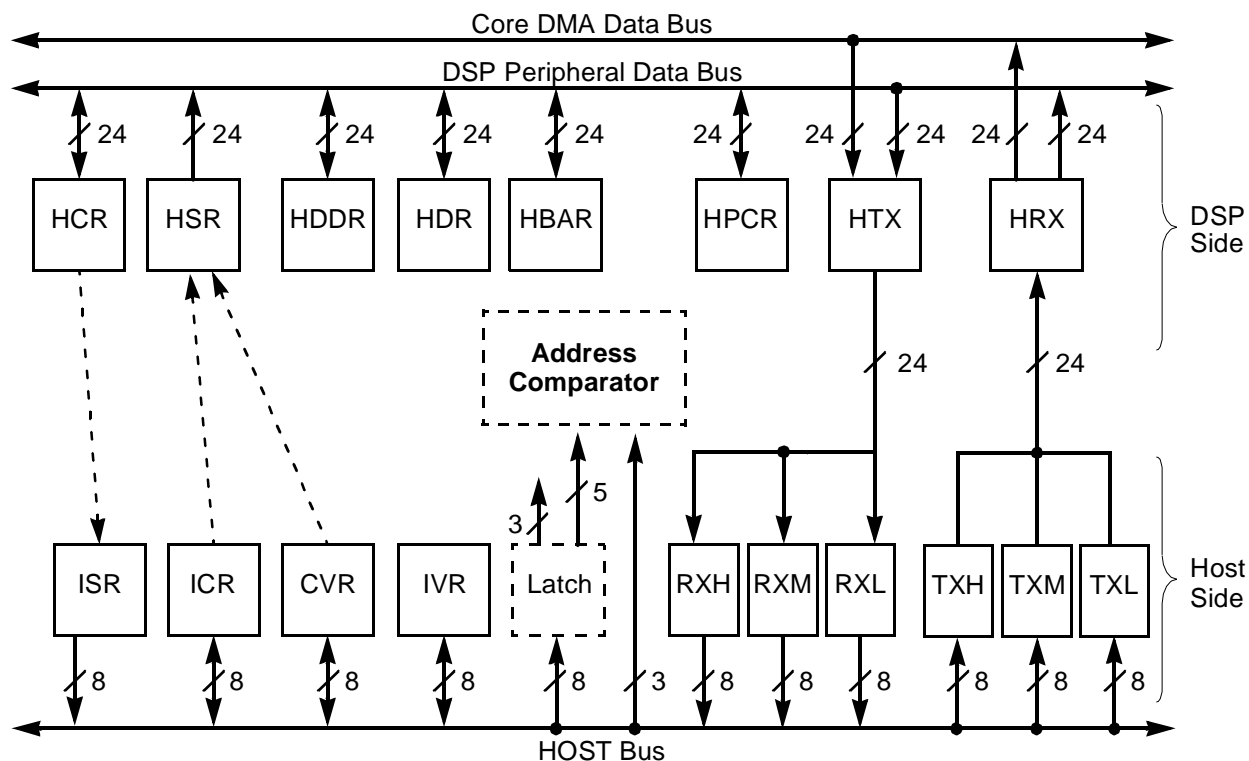 Core DMA Data Bus
DSP Peripheral Data Bus
24 24 24 24 24 24 24 24 24 24
HCR HSR HDDR HDR HBAR HPCR HTX HRX
DSP
Side
Address
Comparator
24 24
5
3
ISR ICR CVR IVR Latch RXH RXM RXL TXH TXM TXL
Host
Side
8 8 8 8 8 3 8 8 8 8 8 8
HOST Bus